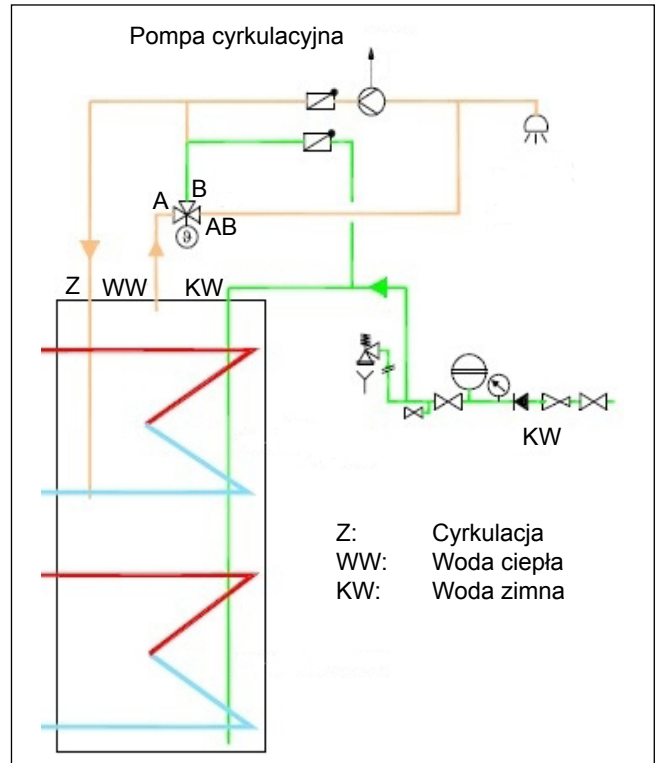 Pompa cyrkulacyjna
B
A
AB
Z WW KW
KW
Z: Cyrkulacja
WW: Woda ciepła
KW: Woda zimna